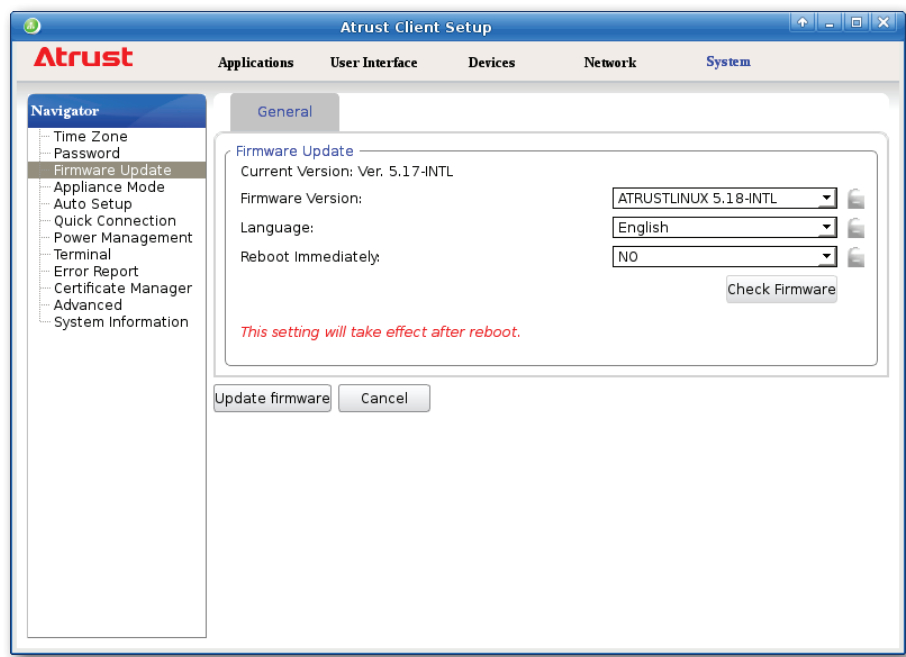 Atrust Client Setup
Atrust
Applications User Interface Devices Network System
Navigator
Time Zone
Password
Firmware Update
Appliance Mode
Auto Setup
Quick Connection
Power Management
Terminal
Error Report
Certificate Manager
Advanced
System Information
General
Firmware Update
Current Version: Ver. 5.17-INTL
Firmware Version: ATRUSTLINUX 5.18-INTL
Language: English
Reboot Immediately: NO
Check Firmware
This setting will take effect after reboot.
Update firmware Cancel